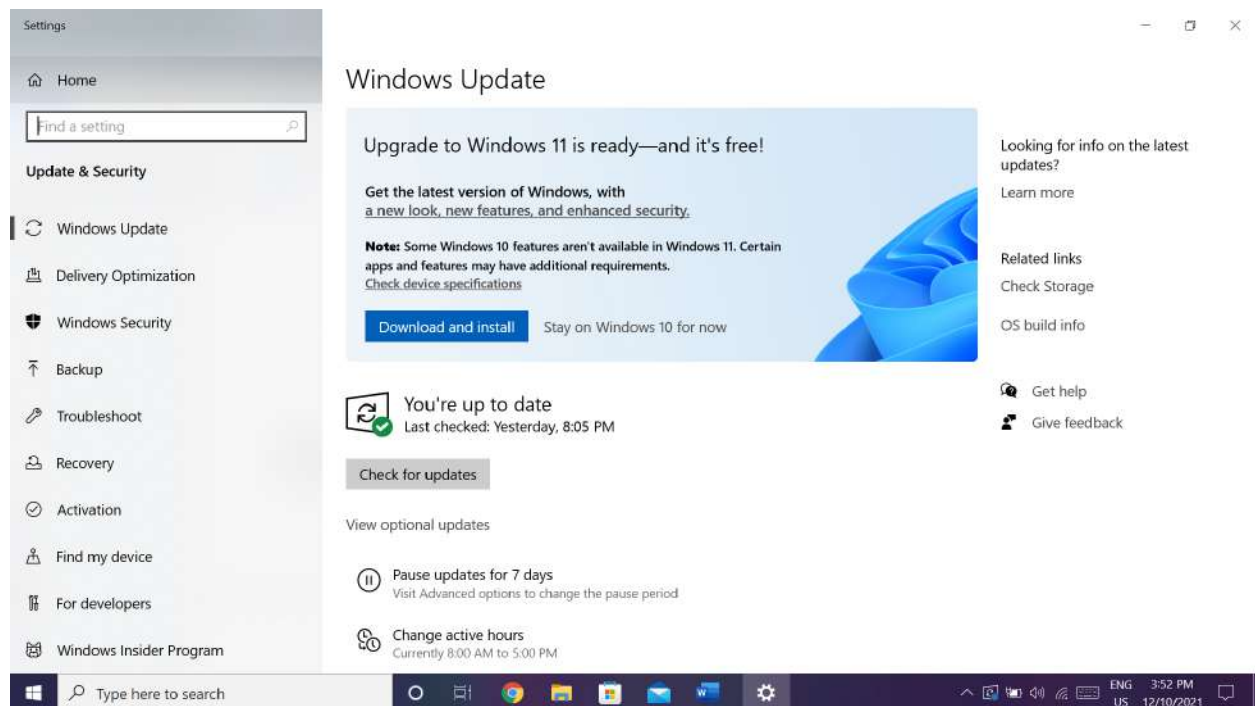 Settings
Home
Find a setting
Update & Security
Windows Update
Delivery Optimization
Windows Security
Backup
Troubleshoot
Recovery
Activation
Find my device
For developers
Windows Insider Program
Windows Update
Upgrade to Windows 11 is ready—and it's free!
Get the latest version of Windows, with
a new look, new features, and enhanced security.
Note: Some Windows 10 features aren't available in Windows 11. Certain
apps and features may have additional requirements.
Check device specifications
Download and install
Stay on Windows 10 for now
You're up to date
Last checked: Yesterday, 8:05 PM
Check for updates
View optional updates
Pause updates for 7 days
Visit Advanced options to change the pause period
Change active hours
Currently 8:00 AM to 5:00 PM
Looking for info on the latest
updates?
Learn more
Related links
Check Storage
OS build info
Get help
Give feedback
Type here to search
ENG
US
3:52 PM
12/10/2021